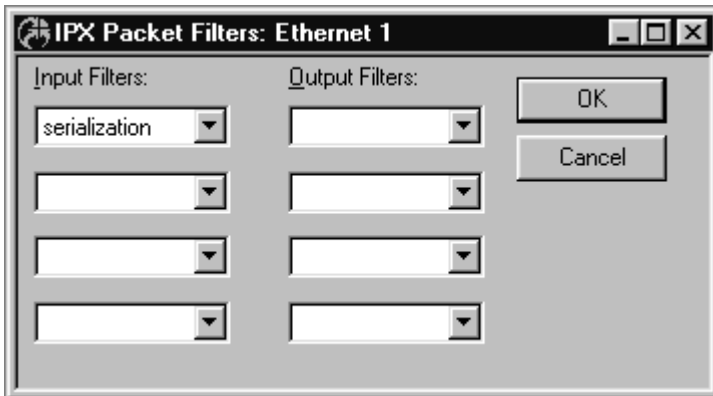 IPX Packet Filters: Ethernet 1
Input Filters:
Output Filters:
OK
serialization
Cancel